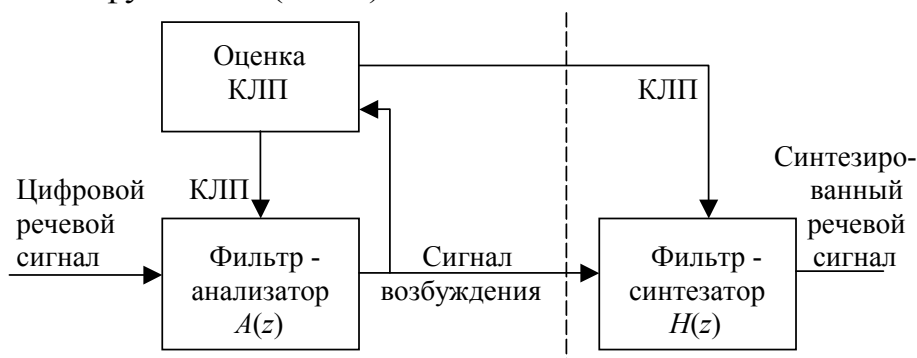 Оценка
КЛП
КЛП
КЛП
Цифровой
речевой
сигнал
Фильтр -
анализатор
A(z)
Сигнал
возбуждения
Фильтр -
синтезатор
H(z)
Синтезиро-
ванный
речевой
сигнал